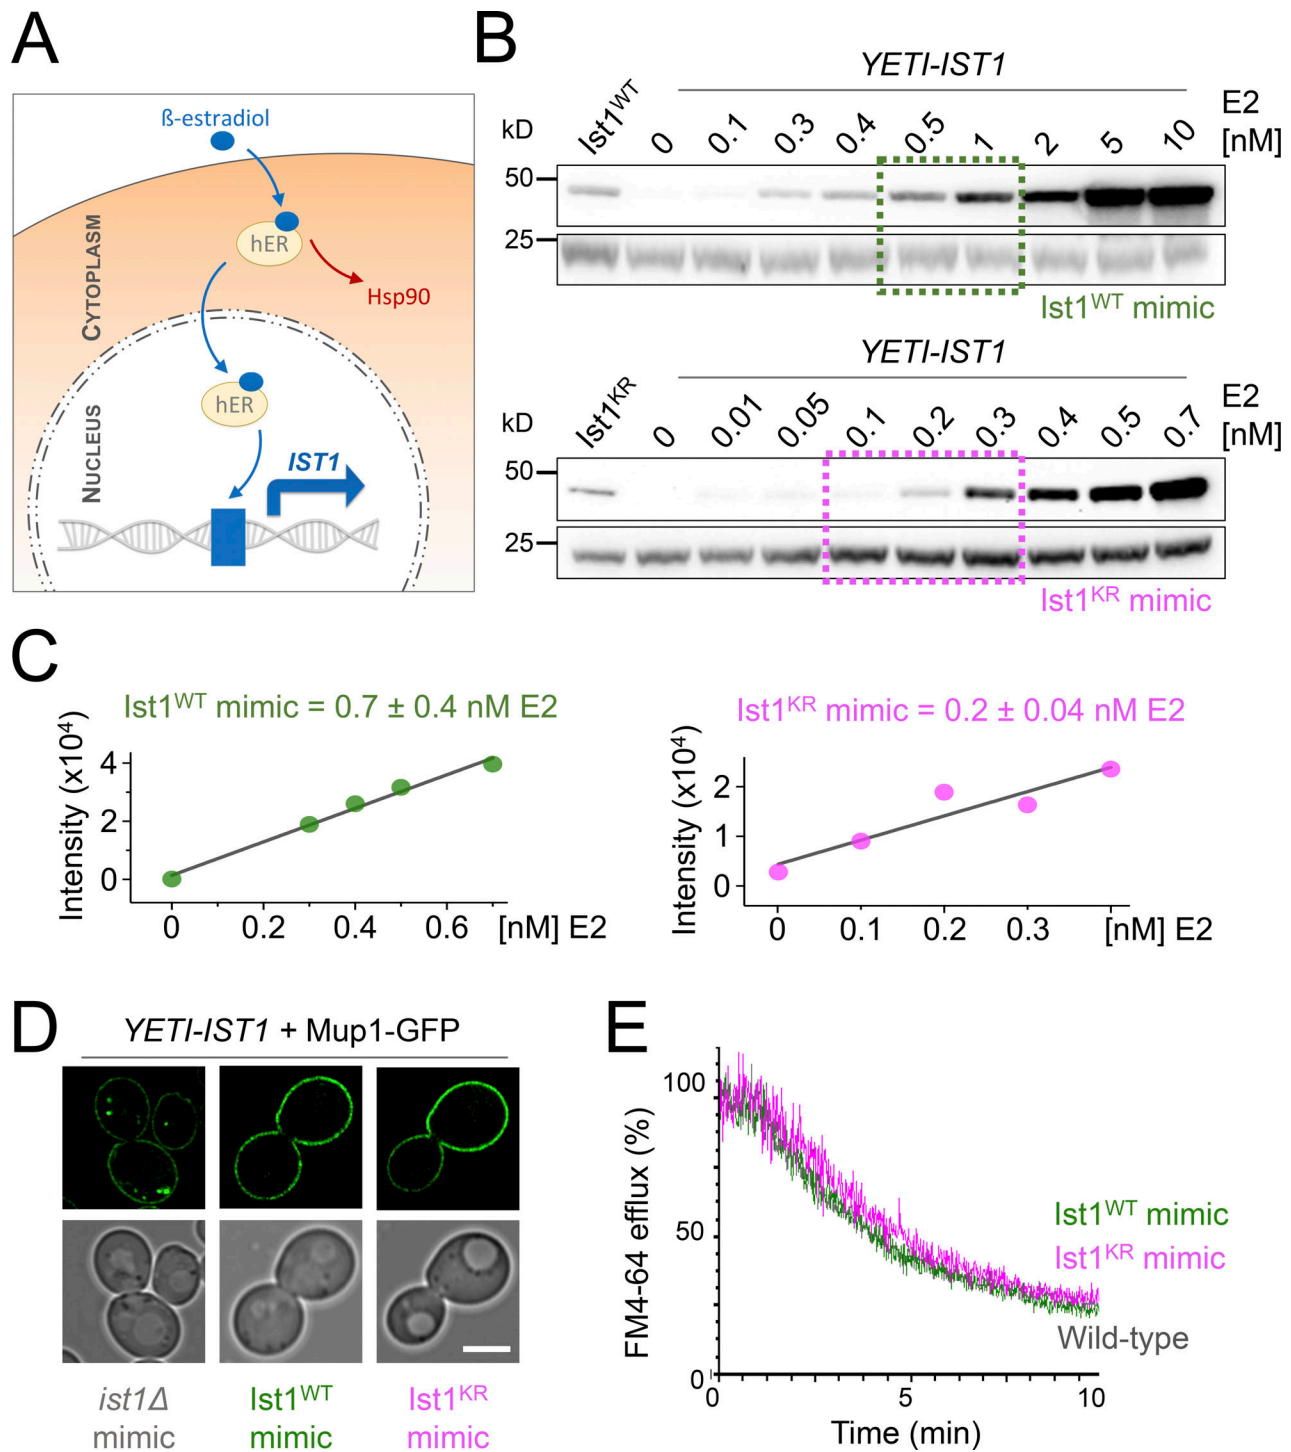 A
ß-estradiol
hER
Hsp90
CYTOPLASM
hER
NUCLEUS
IST1
B
YETI-IST1
kD
Ist1WT
0
0.1
0.3
0.4
0.5
1
2
5
10
E2
[nM]
50
25
Ist1WT mimic
YETI-IST1
kD
Ist1KR
0
0.01
0.05
0.1
0.2
0.3
0.4
0.5
0.7
E2
[nM]
50
25
Ist1KR mimic
C
Ist1WT mimic = 0.7 ± 0.4 nM E2
Intensity (x10⁴)
4
2
0
0 0.2 0.4 0.6 [nM] E2
Ist1KR mimic = 0.2 ± 0.04 nM E2
Intensity (x10⁴)
2
1
0
0 0.1 0.2 0.3 [nM] E2
D
YETI-IST1 + Mup1-GFP
ist1Δ
mimic
Ist1WT
mimic
Ist1KR
mimic
E
FM4-64 efflux (%)
100
50
0
0 5 10
Time (min)
Ist1WT mimic
Ist1KR mimic
Wild-type